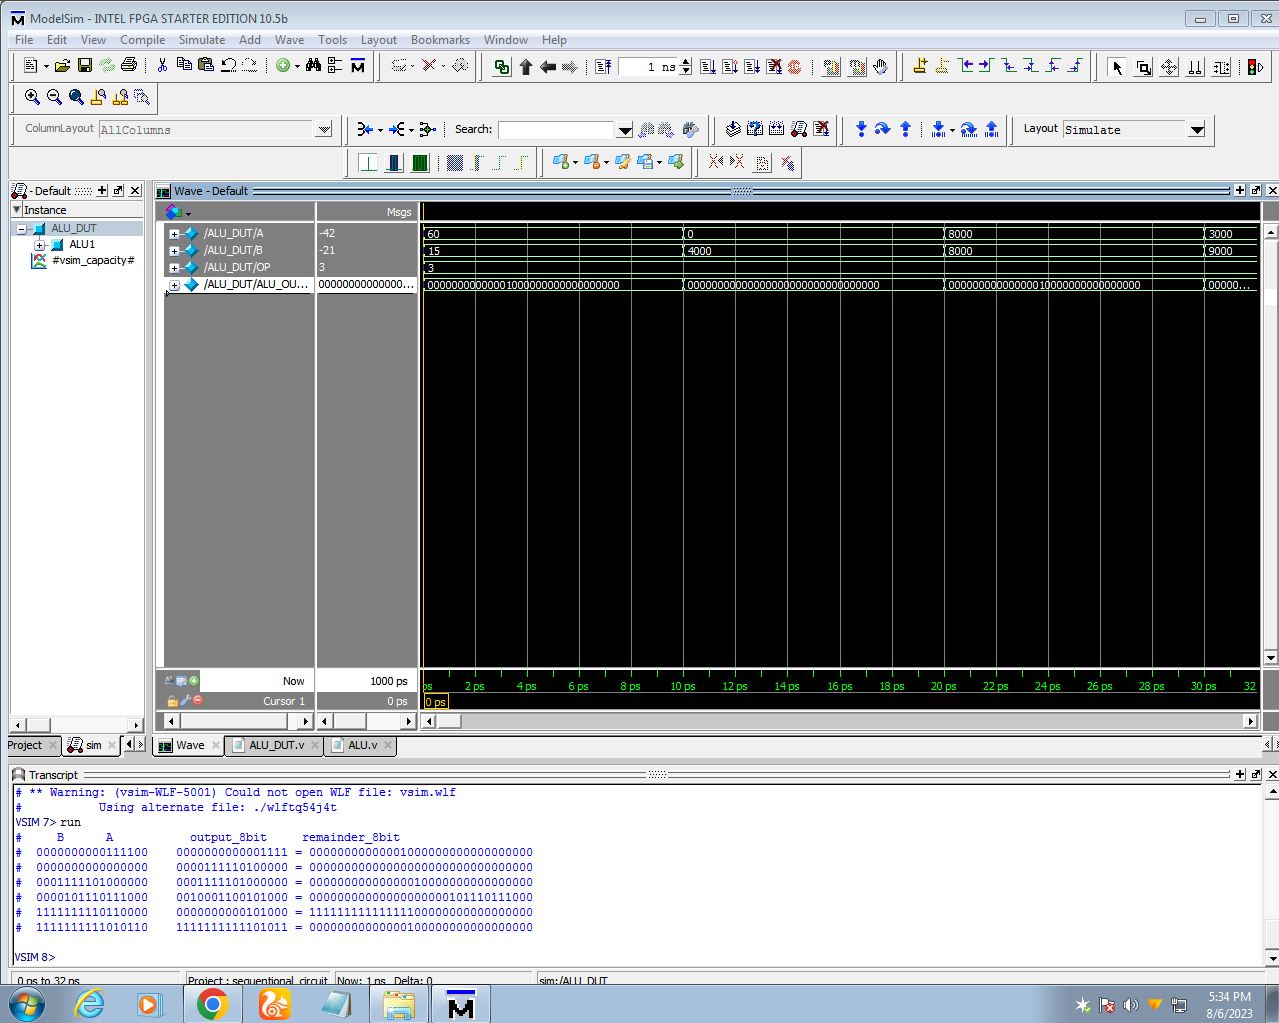 ModelSim - INTEL FPGA STARTER EDITION 10.5b
File Edit View Compile Simulate Add Wave Tools Layout Bookmarks Window Help
1 ns
ColumnLayout AllColumns
Search:
Layout Simulate
- Default
Wave - Default
Instance
Msgs
ALU_DUT
ALU1
#vsim_capacity#
/ALU_DUT/A -42 60 0 8000 3000
/ALU_DUT/B -21 15 4000 8000 9000
/ALU_DUT/OP 3 3
/ALU_DUT/ALU_OU... 00000000000000... 00000000000001000000000000000000 00000000000000000000000000000000 00000000000000010000000000000000 00000...
Now 1000 ps
ps 2 ps 4 ps 6 ps 8 ps 10 ps 12 ps 14 ps 16 ps 18 ps 20 ps 22 ps 24 ps 26 ps 28 ps 30 ps 32
Cursor 1 0 ps 0 ps
Project sim Wave ALU_DUT.v ALU.v
Transcript
# ** Warning: (vsim-WLF-5001) Could not open WLF file: vsim.wlf
# Using alternate file: ./wlftq54j4t
VSIM 7> run
# B A output_8bit remainder_8bit
# 0000000000111100 0000000000001111 = 00000000000001000000000000000000
# 0000000000000000 0000111110100000 = 00000000000000000000000000000000
# 0001111101000000 0001111101000000 = 00000000000000010000000000000000
# 0000101110111000 0010001100101000 = 00000000000000000000101110111000
# 1111111110110000 0000000000101000 = 11111111111111100000000000000000
# 1111111111010110 1111111111101011 = 00000000000000100000000000000000
VSIM 8>
0 ps to 32 ps Project : sequentional_circuit Now: 1 ns Delta: 0 sim:/ALU_DUT
5:34 PM
8/6/2023